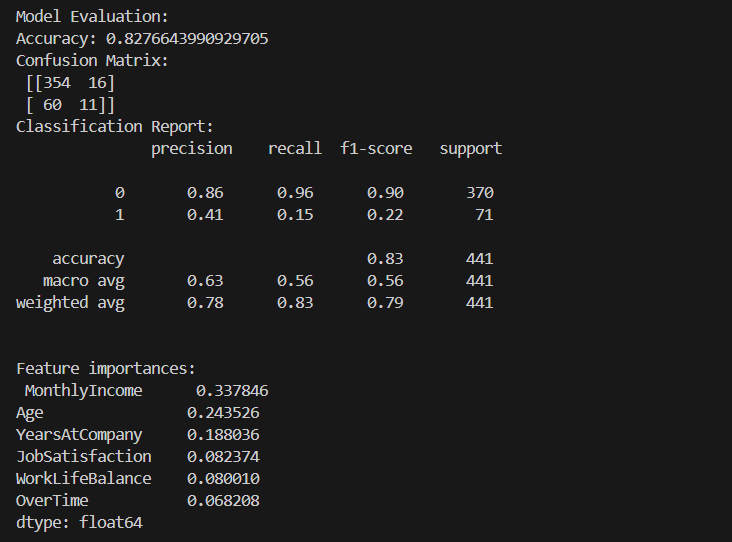 Model Evaluation:
Accuracy: 0.8276643990929705
Confusion Matrix:
 [[354  16]
 [ 60  11]]
Classification Report:
              precision    recall  f1-score   support

           0       0.86      0.96      0.90       370
           1       0.41      0.15      0.22        71

    accuracy                           0.83       441
   macro avg       0.63      0.56      0.56       441
weighted avg       0.78      0.83      0.79       441


Feature importances:
 MonthlyIncome      0.337846
Age                0.243526
YearsAtCompany     0.188036
JobSatisfaction    0.082374
WorkLifeBalance    0.080010
OverTime           0.068208
dtype: float64